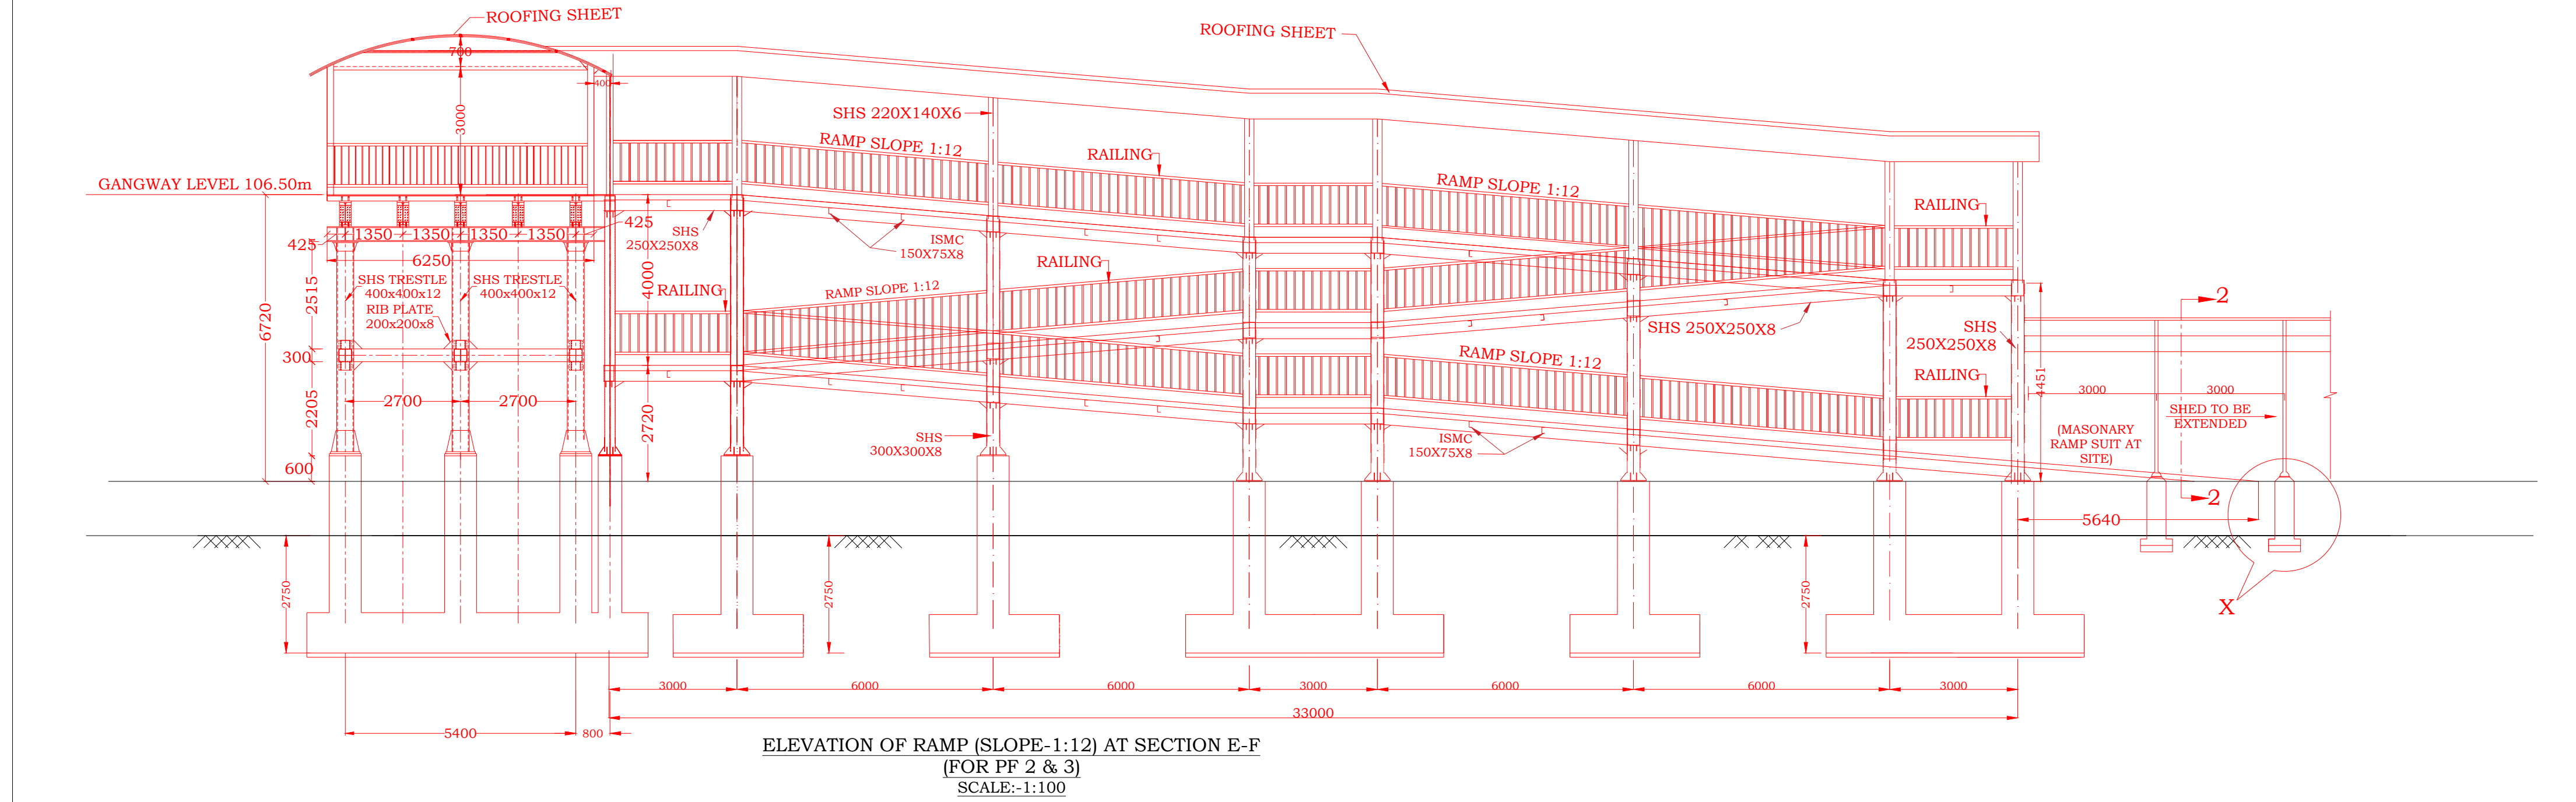 ROOFING SHEET
ROOFING SHEET
700
400
3000
SHS 220X140X6
RAMP SLOPE 1:12
RAILING
RAMP SLOPE 1:12
GANGWAY LEVEL 106.50m
RAILING
425
1350
1350
1350
1350
425
6250
SHS
250X250X8
ISMC
150X75X8
RAILING
SHS TRESTLE
400x400x12
SHS TRESTLE
400x400x12
RIB PLATE
200x200x8
RAILING
4000
RAMP SLOPE 1:12
6720
2515
300
2205
600
2700
2700
2720
SHS 250X250X8
SHS
250X250X8
RAMP SLOPE 1:12
RAILING
2
4451
3000
3000
SHED TO BE
EXTENDED
(MASONARY
RAMP SUIT AT
SITE)
SHS
300X300X8
ISMC
150X75X8
2
5640
X
2750
2750
2750
3000
6000
6000
3000
6000
6000
3000
33000
5400
800
ELEVATION OF RAMP (SLOPE-1:12) AT SECTION E-F
(FOR PF 2 & 3)
SCALE:-1:100